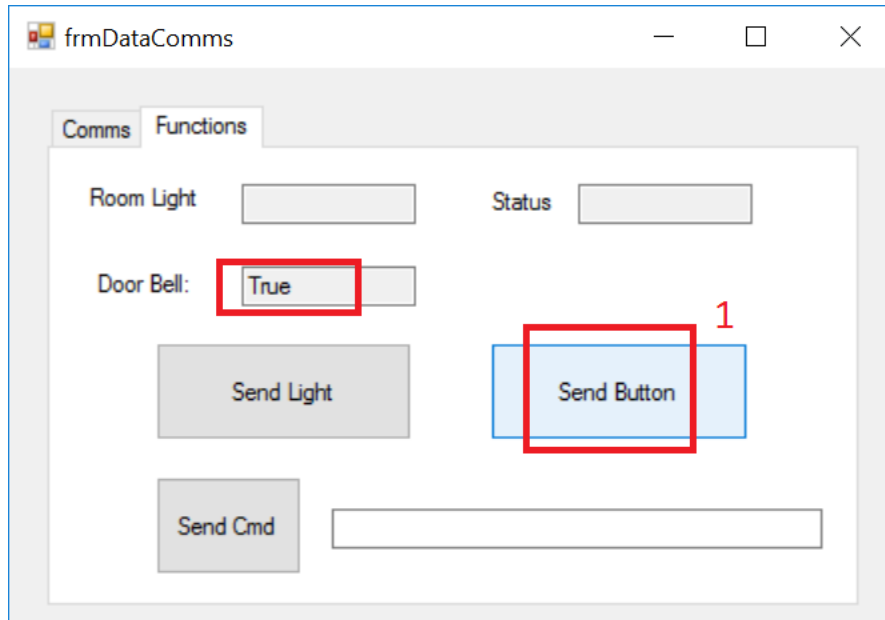 frmDataComms
Comms Functions
Room Light Status
Door Bell: True
1
Send Light Send Button
Send Cmd